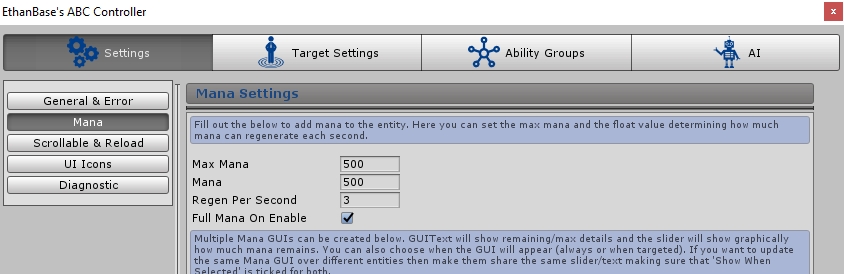 EthanBase's ABC Controller
x
Settings
Target Settings
Ability Groups
AI
General & Error
Mana
Scrollable & Reload
UI Icons
Diagnostic
Mana Settings
Fill out the below to add mana to the entity. Here you can set the max mana and the float value determining how much
mana can regenerate each second.
Max Mana 500
Mana 500
Regen Per Second 3
Full Mana On Enable
Multiple Mana GUIs can be created below. GUIText will show remaining/max details and the slider will show graphically
how much mana remains. You can also choose when the GUI will appear (always or when targeted). If you want to update
the same Mana GUI over different entities then make them share the same slider/text making sure that 'Show When
Selected' is ticked for both.